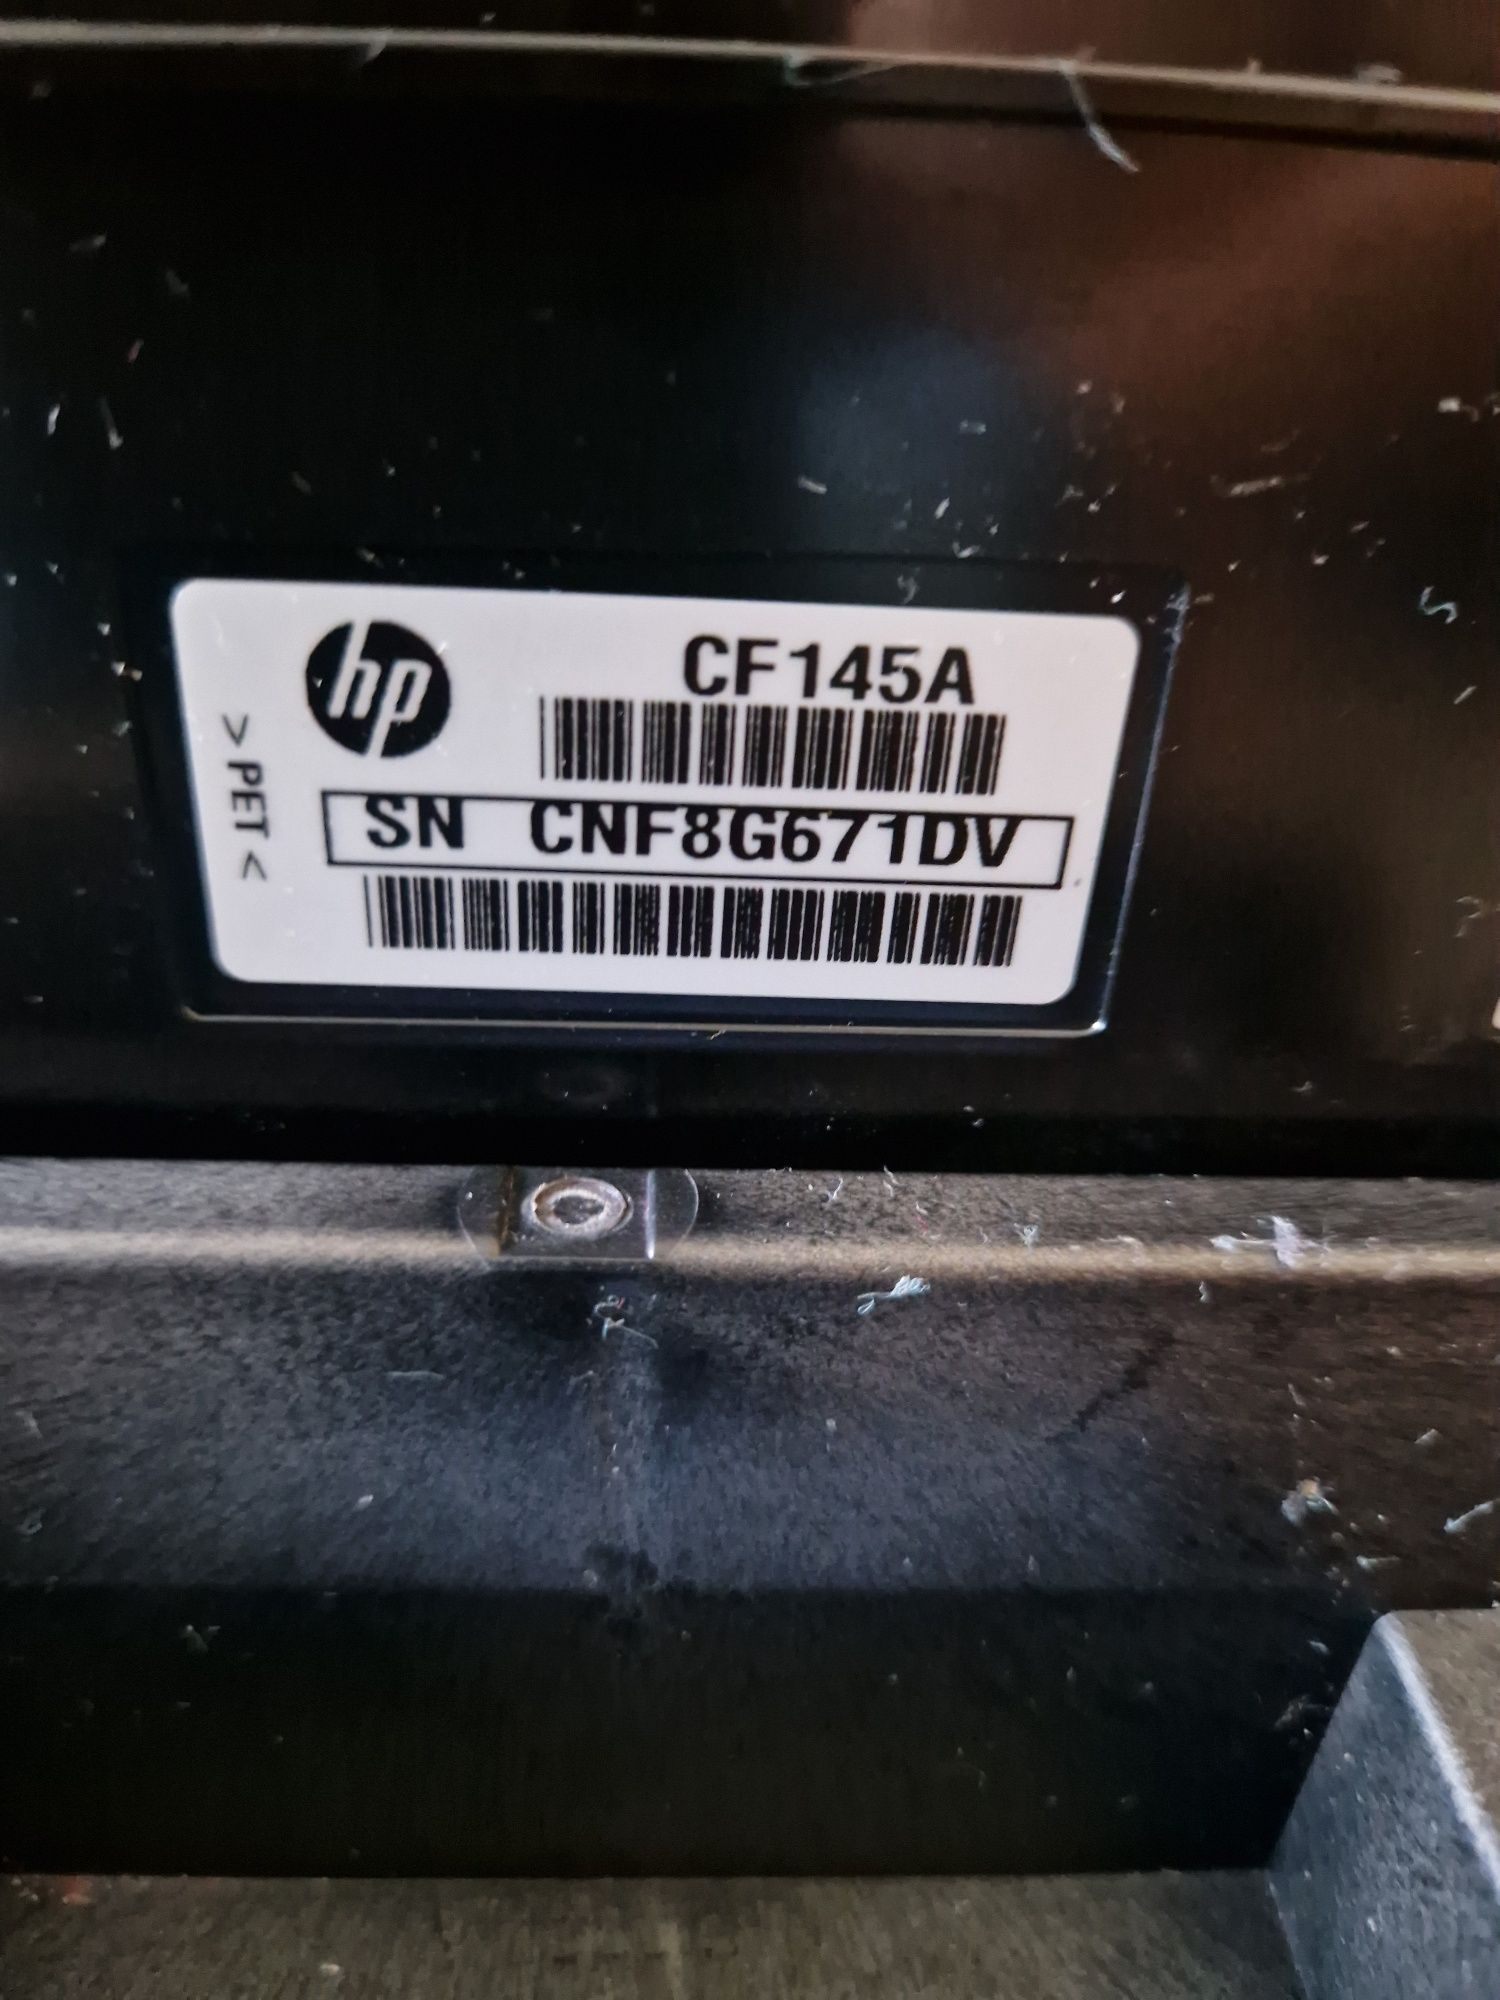 hp
CF145A
SN CNF8G671DV
>PET<